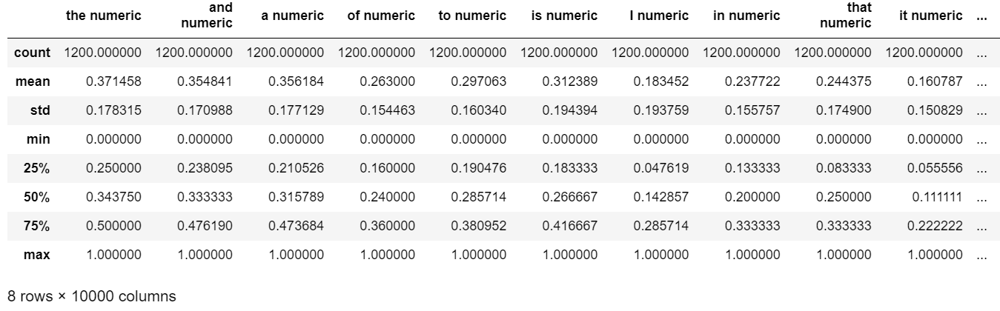 the numeric and numeric a numeric of numeric to numeric is numeric I numeric in numeric that numeric it numeric ...
count 1200.000000 1200.000000 1200.000000 1200.000000 1200.000000 1200.000000 1200.000000 1200.000000 1200.000000 1200.000000 ...
mean 0.371458 0.354841 0.356184 0.263000 0.297063 0.312389 0.183452 0.237722 0.244375 0.160787 ...
std 0.178315 0.170988 0.177129 0.154463 0.160340 0.194394 0.193759 0.155757 0.174900 0.150829 ...
min 0.000000 0.000000 0.000000 0.000000 0.000000 0.000000 0.000000 0.000000 0.000000 0.000000 ...
25% 0.250000 0.238095 0.210526 0.160000 0.190476 0.183333 0.047619 0.133333 0.083333 0.055556 ...
50% 0.343750 0.333333 0.315789 0.240000 0.285714 0.266667 0.142857 0.200000 0.250000 0.111111 ...
75% 0.500000 0.476190 0.473684 0.360000 0.380952 0.416667 0.285714 0.333333 0.333333 0.222222 ...
max 1.000000 1.000000 1.000000 1.000000 1.000000 1.000000 1.000000 1.000000 1.000000 1.000000 ...
8 rows × 10000 columns